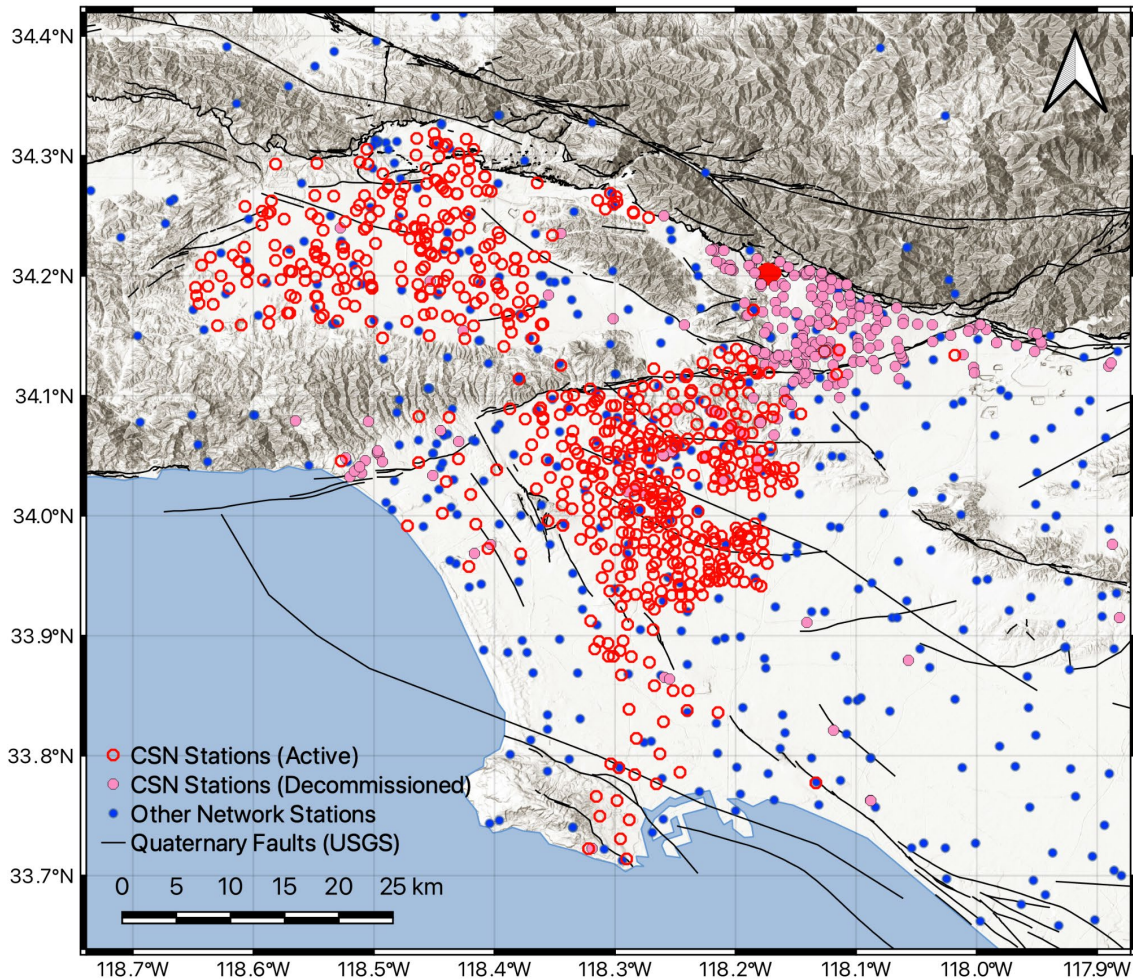 34.4°N
34.3°N
34.2°N
34.1°N
34.0°N
33.9°N
33.8°N
33.7°N
CSN Stations (Active)
CSN Stations (Decommissioned)
Other Network Stations
Quaternary Faults (USGS)
0 5 10 15 20 25 km
118.7°W 118.6°W 118.5°W 118.4°W 118.3°W 118.2°W 118.1°W 118.0°W 117.9°W